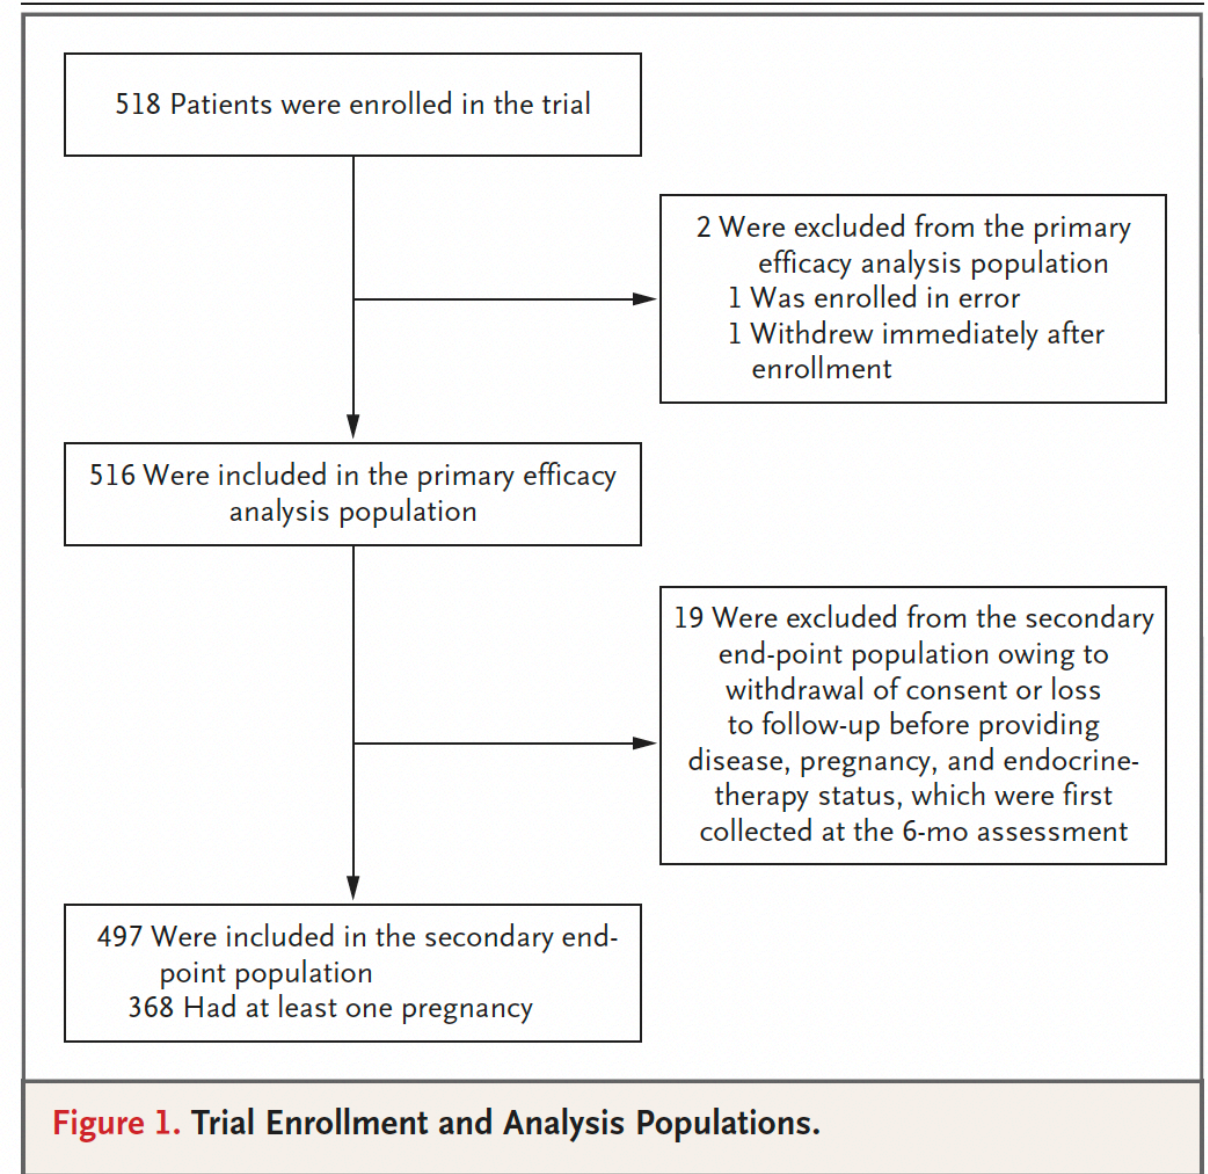 518 Patients were enrolled in the trial
2 Were excluded from the primary
efficacy analysis population
1 Was enrolled in error
1 Withdrew immediately after
enrollment
516 Were included in the primary efficacy
analysis population
19 Were excluded from the secondary
end-point population owing to
withdrawal of consent or loss
to follow-up before providing
disease, pregnancy, and endocrine-
therapy status, which were first
collected at the 6-mo assessment
497 Were included in the secondary end-
point population
368 Had at least one pregnancy
Figure 1. Trial Enrollment and Analysis Populations.